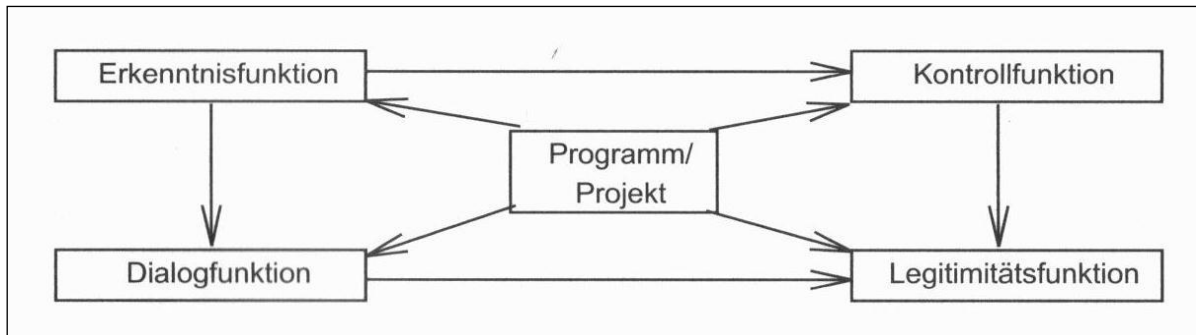 Erkenntnisfunktion
Kontrollfunktion
Programm/
Projekt
Dialogfunktion
Legitimitätsfunktion